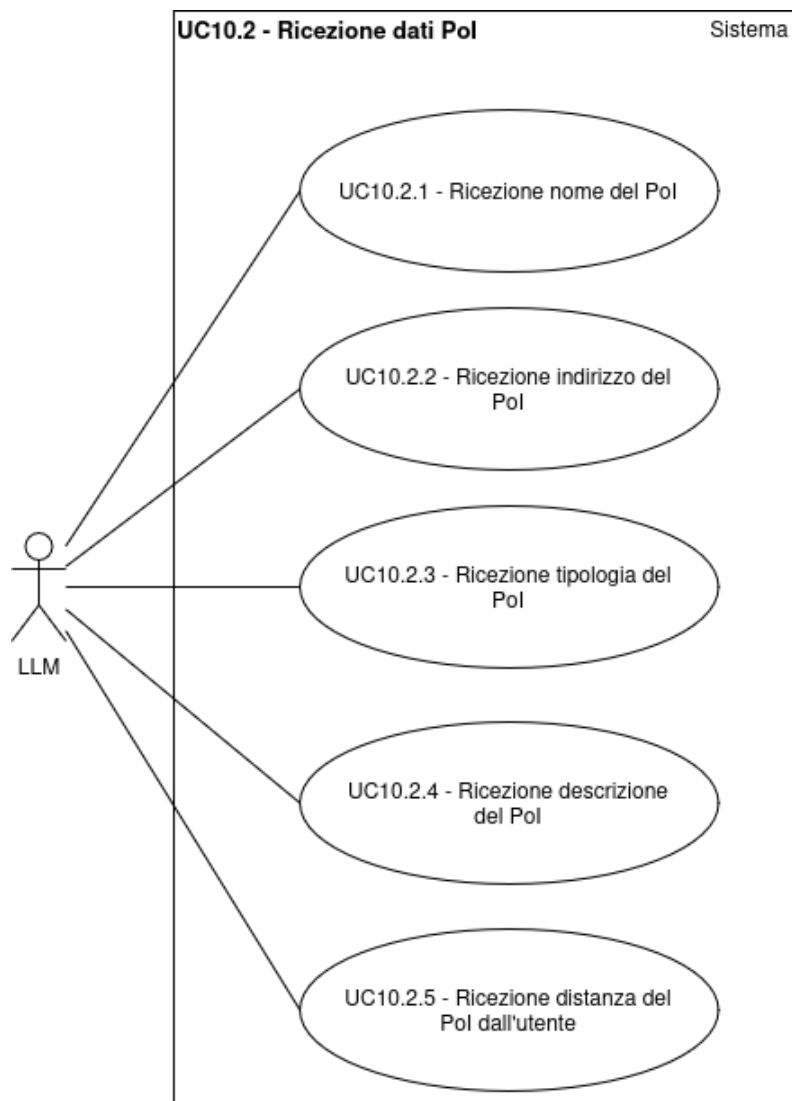 UC10.2 - Ricezione dati PoI
Sistema
UC10.2.1 - Ricezione nome del PoI
UC10.2.2 - Ricezione indirizzo del
PoI
UC10.2.3 - Ricezione tipologia del
PoI
LLM
UC10.2.4 - Ricezione descrizione
del PoI
UC10.2.5 - Ricezione distanza del
PoI dall'utente